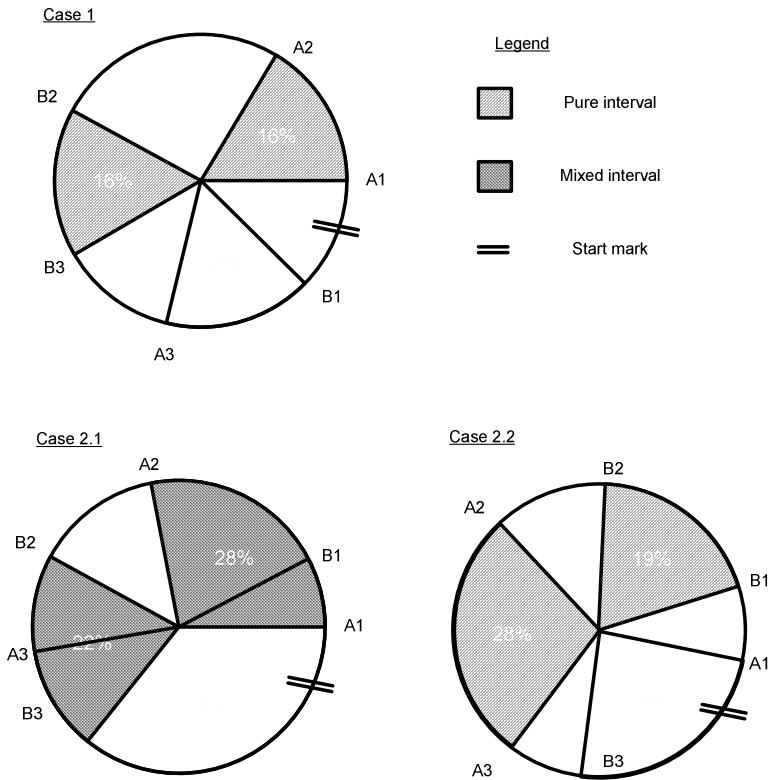 Case 1
A2
B2
16%
16%
A1
B3
B1
A3
Legend
Pure interval
Mixed interval
Start mark
Case 2.1
A2
B2
28%
B1
22%
A1
A3
B3
Case 2.2
B2
A2
19%
B1
28%
A1
B3
A3